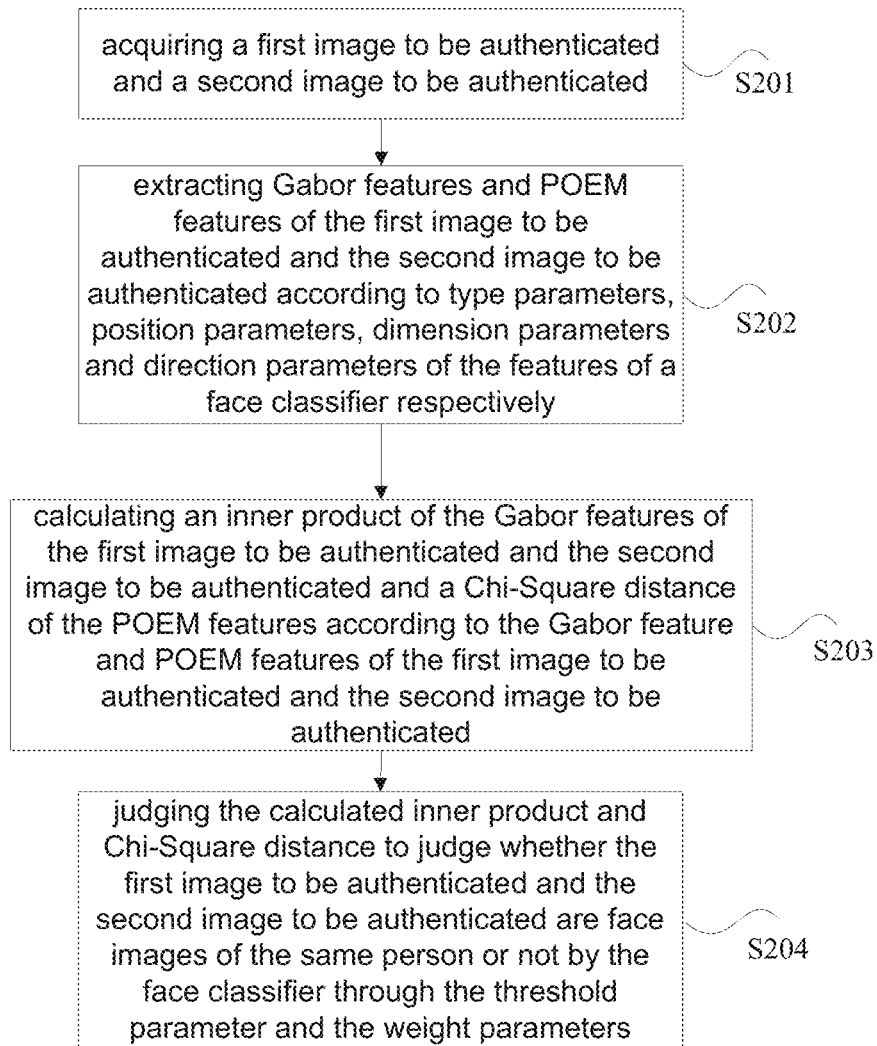 acquiring a first image to be authenticated
and a second image to be authenticated
S201
extracting Gabor features and POEM
features of the first image to be
authenticated and the second image to be
authenticated according to type parameters,
position parameters, dimension parameters
and direction parameters of the features of a
face classifier respectively
S202
calculating an inner product of the Gabor features of
the first image to be authenticated and the second
image to be authenticated and a Chi-Square distance
of the POEM features according to the Gabor feature
and POEM features of the first image to be
authenticated and the second image to be
authenticated
S203
judging the calculated inner product and
Chi-Square distance to judge whether the
first image to be authenticated and the
second image to be authenticated are face
images of the same person or not by the
face classifier through the threshold
parameter and the weight parameters
S204